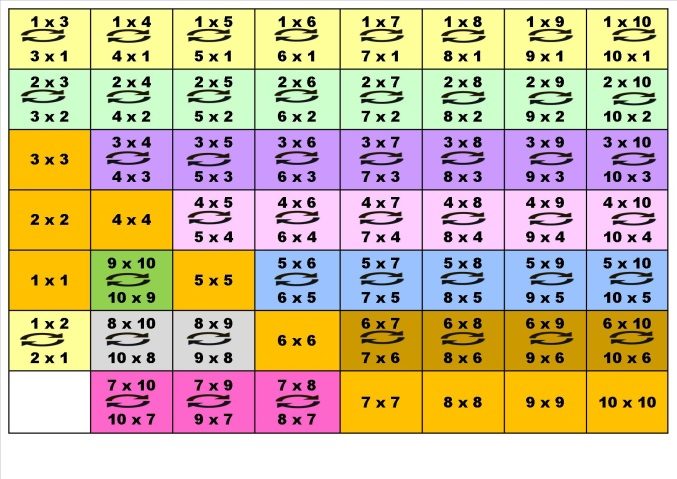 1 x 3 1 x 4 1 x 5 1 x 6 1 x 7 1 x 8 1 x 9 1 x 10
3 x 1 4 x 1 5 x 1 6 x 1 7 x 1 8 x 1 9 x 1 10 x 1
2 x 3 2 x 4 2 x 5 2 x 6 2 x 7 2 x 8 2 x 9 2 x 10
3 x 2 4 x 2 5 x 2 6 x 2 7 x 2 8 x 2 9 x 2 10 x 2
3 x 4 3 x 5 3 x 6 3 x 7 3 x 8 3 x 9 3 x 10
3 x 3
4 x 3 5 x 3 6 x 3 7 x 3 8 x 3 9 x 3 10 x 3
4 x 5 4 x 6 4 x 7 4 x 8 4 x 9 4 x 10
2 x 2 4 x 4
5 x 4 6 x 4 7 x 4 8 x 4 9 x 4 10 x 4
9 x 10 5 x 6 5 x 7 5 x 8 5 x 9 5 x 10
1 x 1 5 x 5
10 x 9 6 x 5 7 x 5 8 x 5 9 x 5 10 x 5
1 x 2 8 x 10 8 x 9 6 x 7 6 x 8 6 x 9 6 x 10
6 x 6
2 x 1 10 x 8 9 x 8 7 x 6 8 x 6 9 x 6 10 x 6
7 x 10 7 x 9 7 x 8
7 x 7 8 x 8 9 x 9 10 x 10
10 x 7 9 x 7 8 x 7